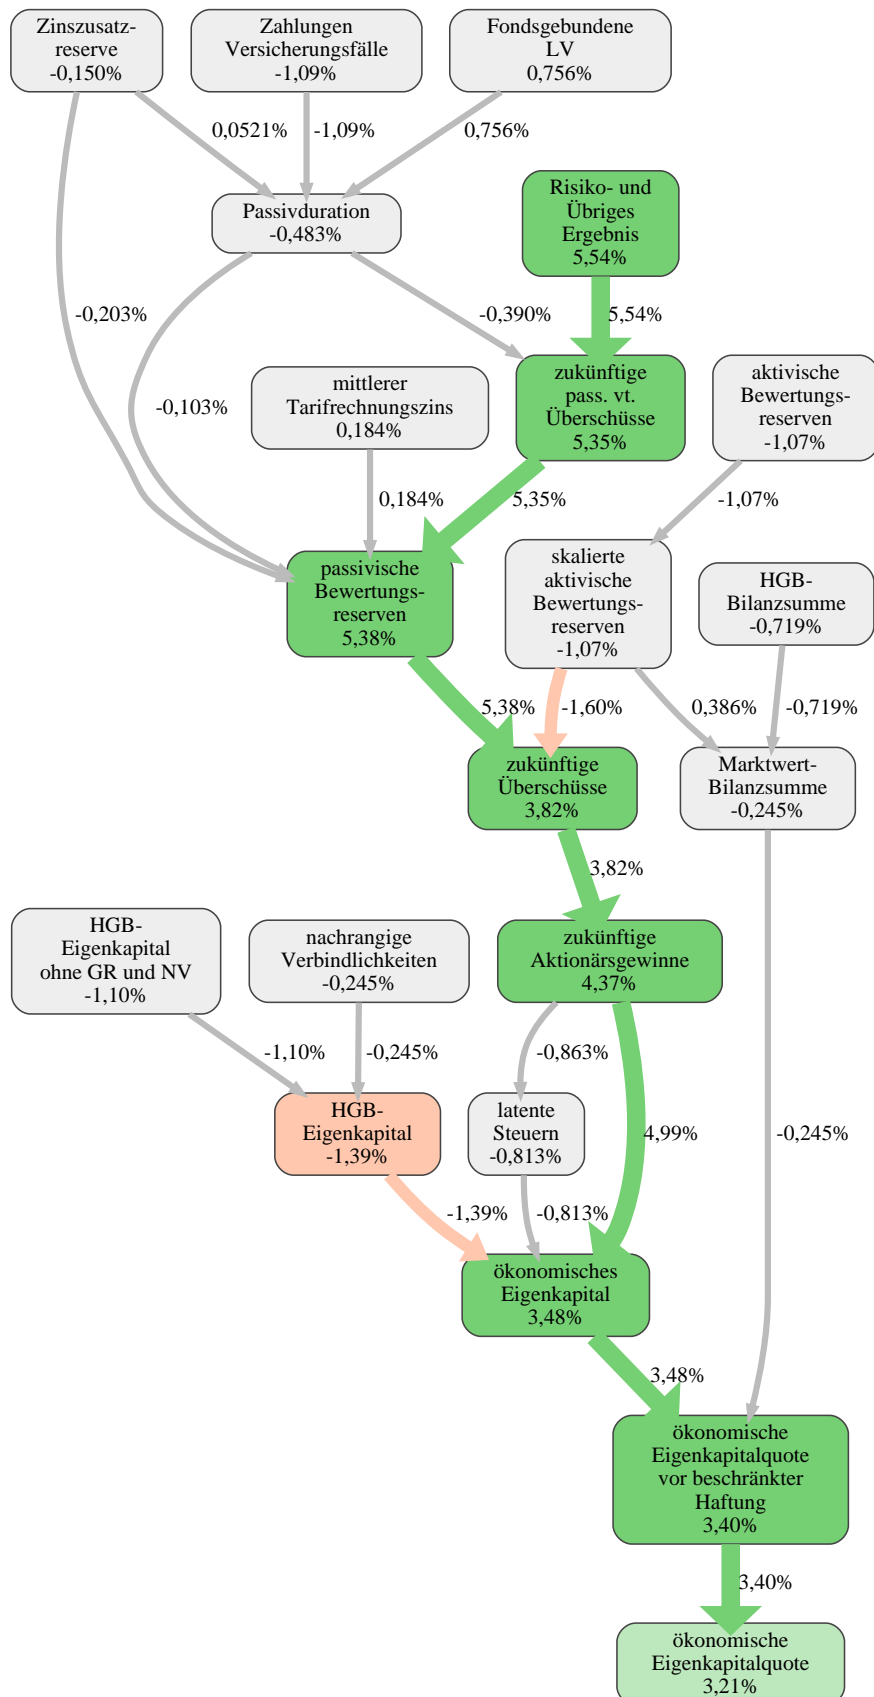 Zinszusatz-
reserve
-0,150%
Zahlungen
Versicherungsfälle
-1,09%
Fondsgebundene
LV
0,756%
0,0521%
-1,09%
0,756%
Passivduration
-0,483%
Risiko- und
Übriges
Ergebnis
5,54%
-0,203%
-0,390%
5,54%
mittlerer
Tarifrechnungszins
0,184%
zukünftige
pass. vt.
Überschüsse
5,35%
aktivische
Bewertungs-
reserven
-1,07%
-0,103%
0,184%
5,35%
-1,07%
passivische
Bewertungs-
reserven
5,38%
skalierte
aktivische
Bewertungs-
reserven
-1,07%
HGB-
Bilanzsumme
-0,719%
5,38%
-1,60%
0,386%
-0,719%
zukünftige
Überschüsse
3,82%
Marktwert-
Bilanzsumme
-0,245%
3,82%
HGB-
Eigenkapital
ohne GR und NV
-1,10%
nachrangige
Verbindlichkeiten
-0,245%
zukünftige
Aktionärsgewinne
4,37%
-1,10%
-0,245%
-0,863%
HGB-
Eigenkapital
-1,39%
latente
Steuern
-0,813%
4,99%
-0,245%
-1,39%
-0,813%
ökonomisches
Eigenkapital
3,48%
3,48%
ökonomische
Eigenkapitalquote
vor beschränkter
Haftung
3,40%
3,40%
ökonomische
Eigenkapitalquote
3,21%